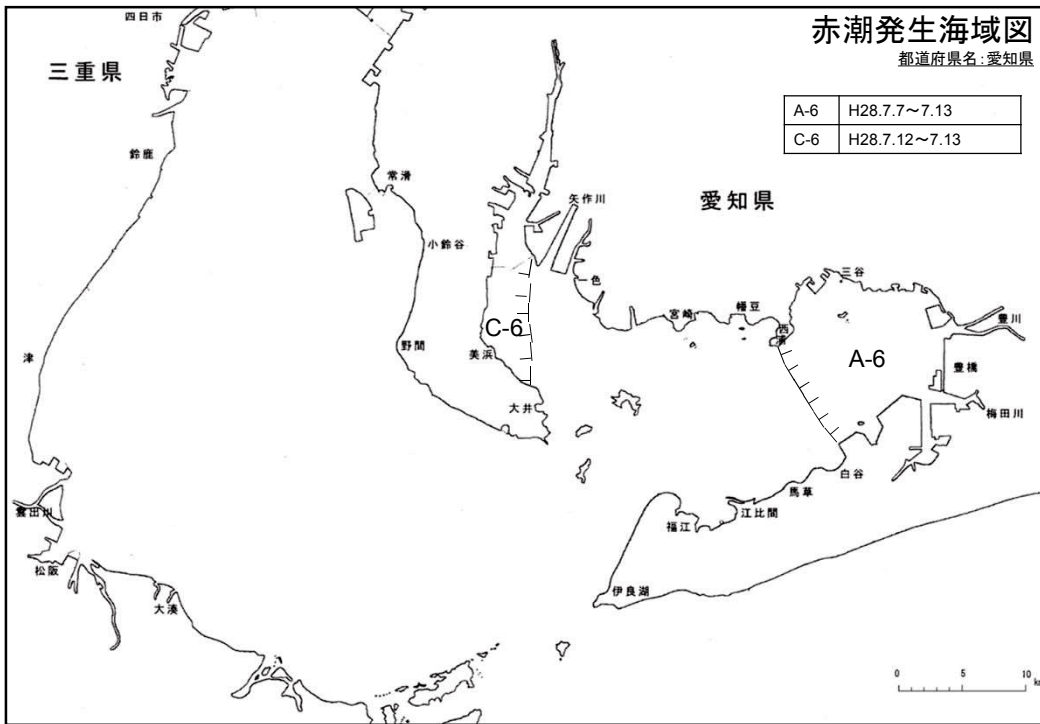 赤潮発生海域図
都道府県名:愛知県
A-6 H28.7.7~7.13
C-6 H28.7.12~7.13
四日市
三重県
鈴鹿
常滑
矢作川
愛知県
小鈴谷
一色
三谷
宮崎
幡豆
西浦
豊川
C-6
津
野間
美浜
A-6
豊橋
大井
梅田川
白谷
馬草
雲出川
福江
江比間
松阪
伊良湖
大湊
0 5 10 km